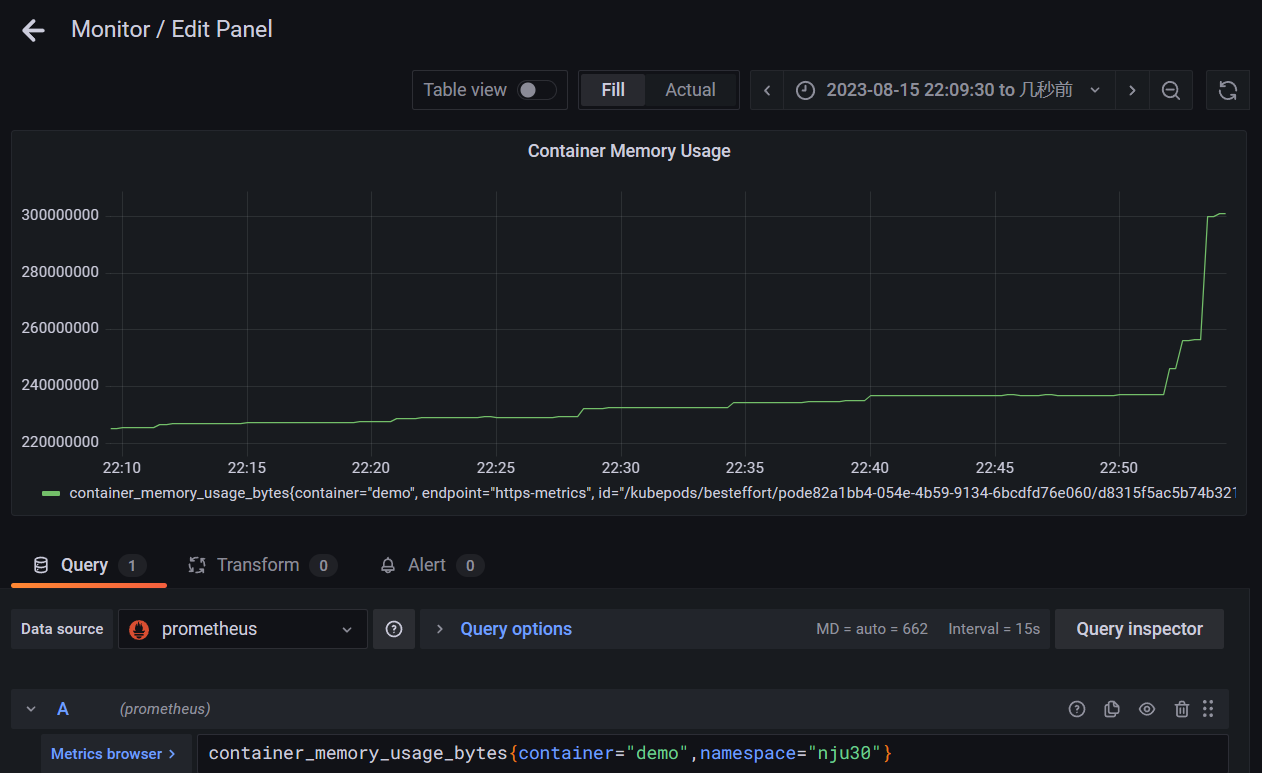 Monitor / Edit Panel
Table view Fill Actual 2023-08-15 22:09:30 to 几秒前
Container Memory Usage
300000000
280000000
260000000
240000000
220000000
22:10 22:15 22:20 22:25 22:30 22:35 22:40 22:45 22:50
container_memory_usage_bytes{container="demo", endpoint="https-metrics", id="/kubepods/besteffort/pode82a1bb4-054e-4b59-9134-6bcdfd76e060/d8315f5ac5b74b321
Query 1 Transform 0 Alert 0
Data source prometheus Query options MD = auto = 662 Interval = 15s Query inspector
A (prometheus)
Metrics browser container_memory_usage_bytes{container="demo",namespace="nju30"}